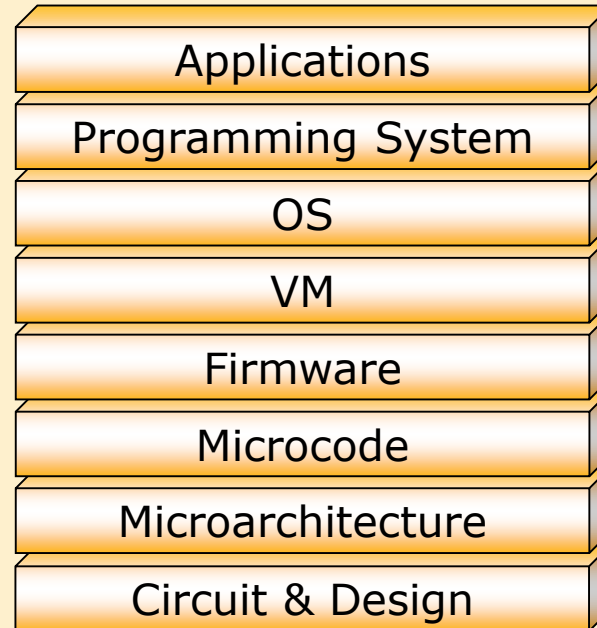 Applications
Programming System
OS
VM
Firmware
Microcode
Microarchitecture
Circuit & Design